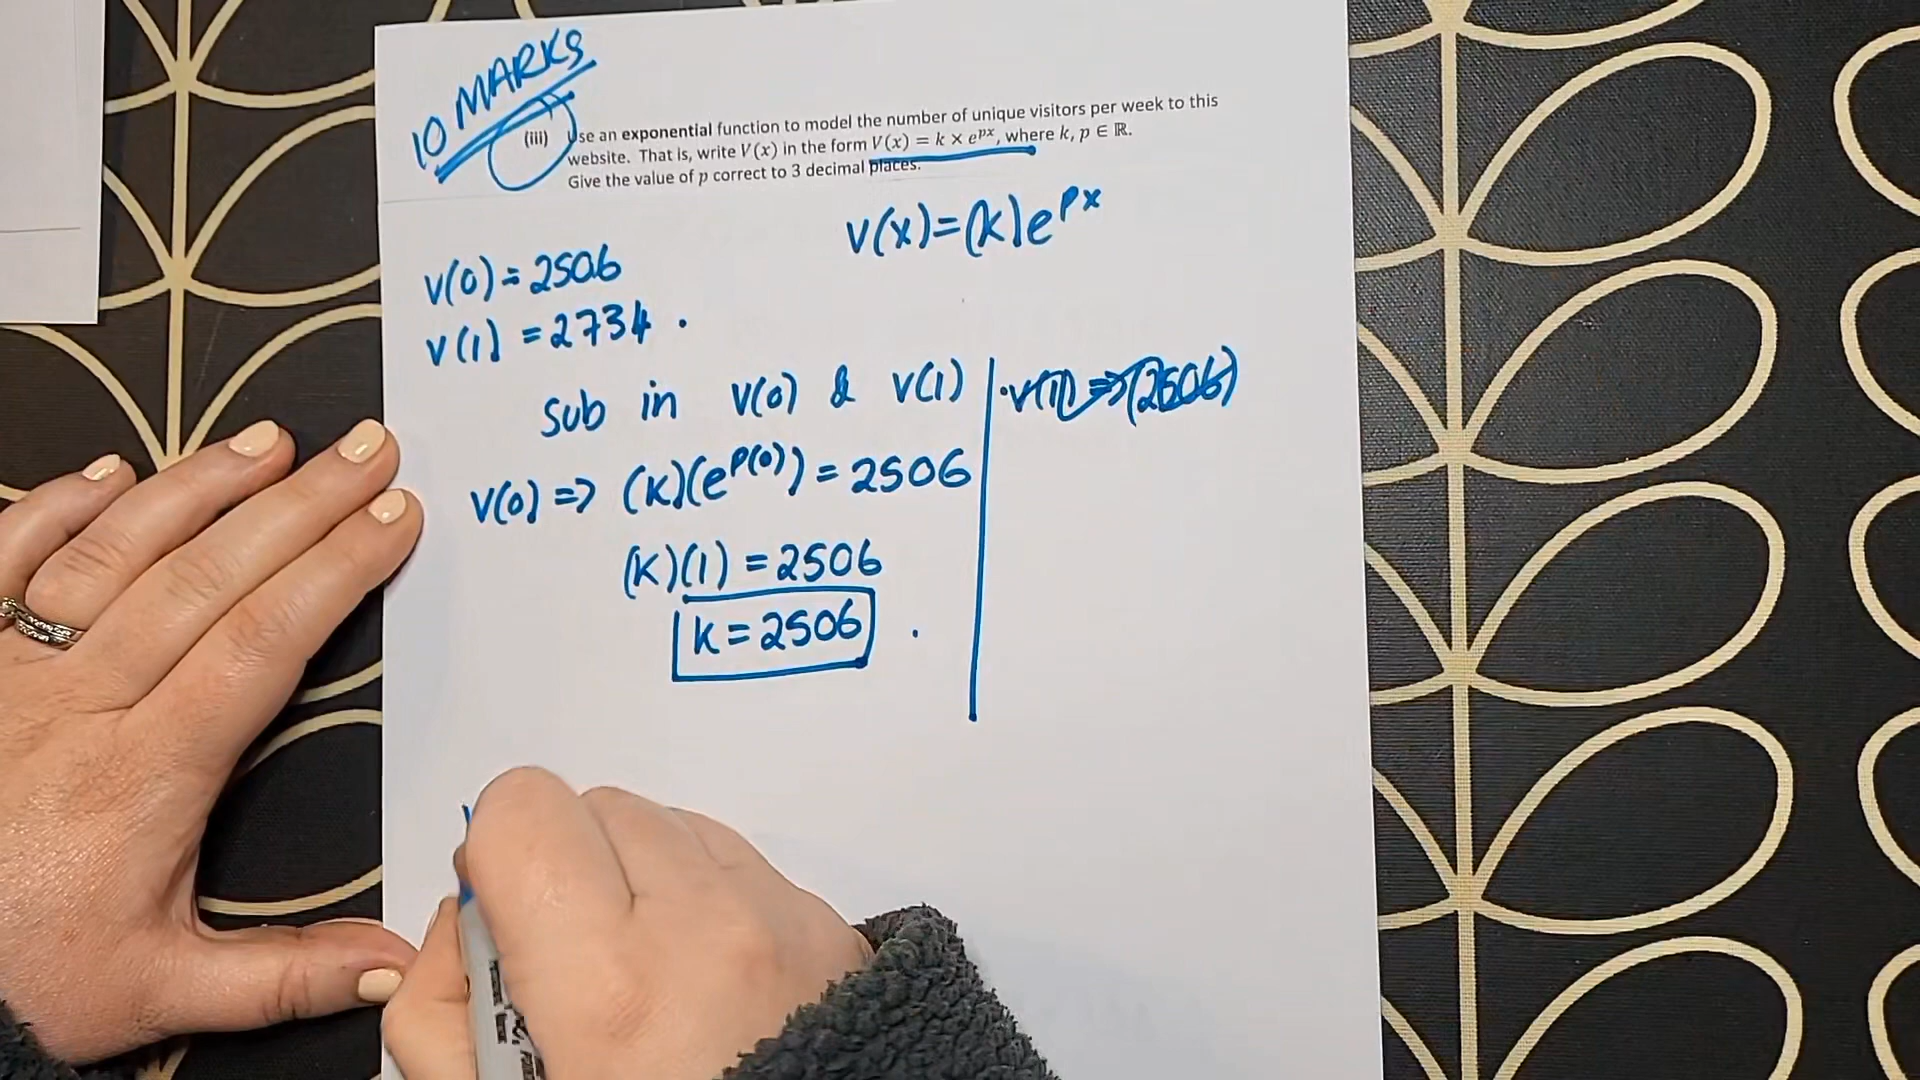 10 MARKS
(iii) Use an exponential function to model the number of unique visitors per week to this
website. That is, write V(x) in the form V(x) = k × e^{px}, where k, p ∈ ℝ.
Give the value of p correct to 3 decimal places.
V(x)=(k)e^{px}
V(0)=2506
V(1)=2734.
Sub in V(0) & V(1)
V(0) => (k)(e^{p(0)})=2506
(k)(1)=2506
k=2506.